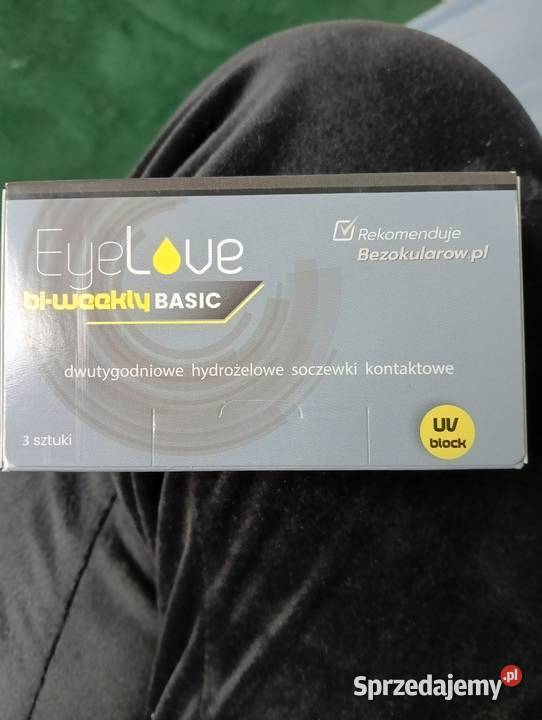 EyeLove
bi-weekly BASIC
Rekomenduje
Bezokularow.pl
dwutygodniowe hydrożelowe soczewki kontaktowe
3 sztuki
UV
block
Sprzedajemy.pl